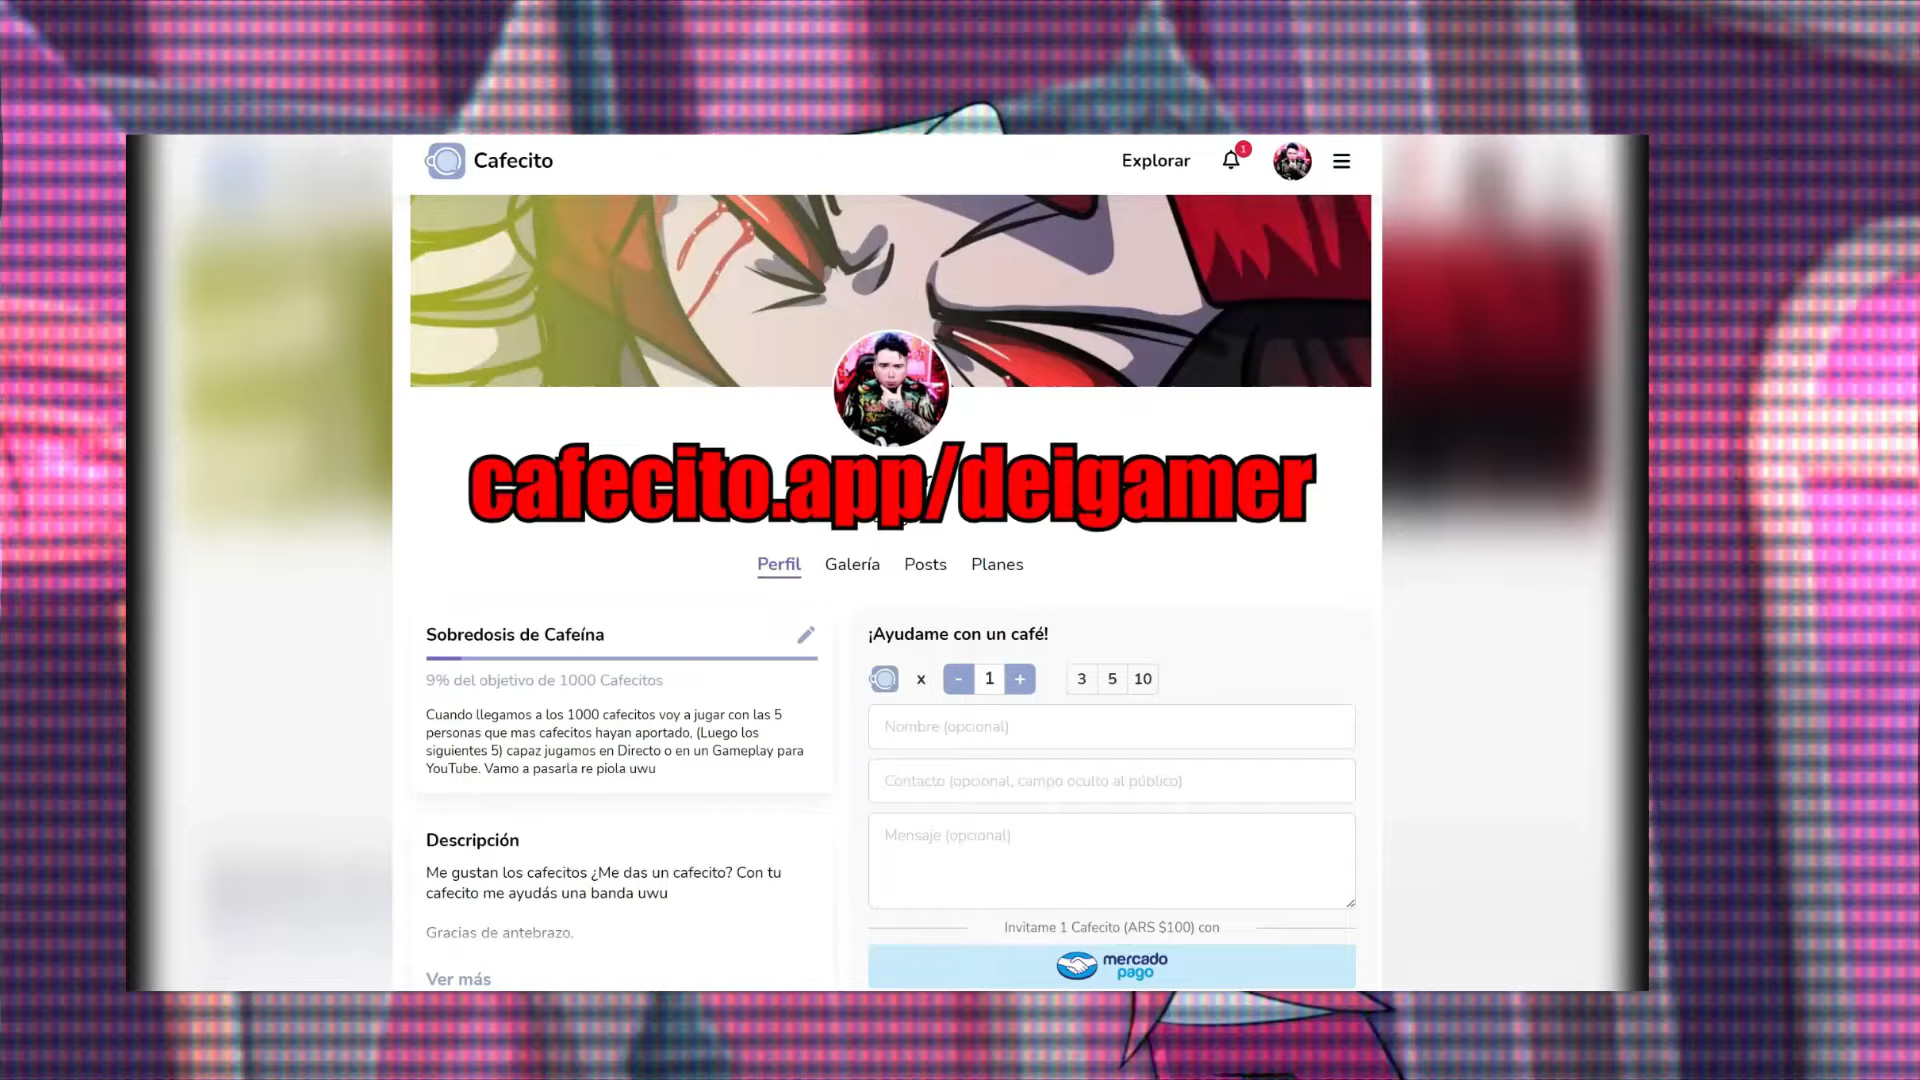 Cafecito
Explorar
1
cafecito.app/deigamer
Perfil Galería Posts Planes
Sobredosis de Cafeína
9% del objetivo de 1000 Cafecitos
Cuando llegamos a los 1000 cafecitos voy a jugar con las 5
personas que mas cafecitos hayan aportado, (Luego los
siguientes 5) capaz jugamos en Directo o en un Gameplay para
YouTube. Vamo a pasarla re piola uwu
Descripción
Me gustan los cafecitos ¿Me das un cafecito? Con tu
cafecito me ayudás una banda uwu
Gracias de antebrazo.
Ver más
¡Ayudame con un café!
x - 1 + 3 5 10
Nombre (opcional)
Contacto (opcional, campo oculto al público)
Mensaje (opcional)
Invitame 1 Cafecito (ARS $100) con
mercado
pago